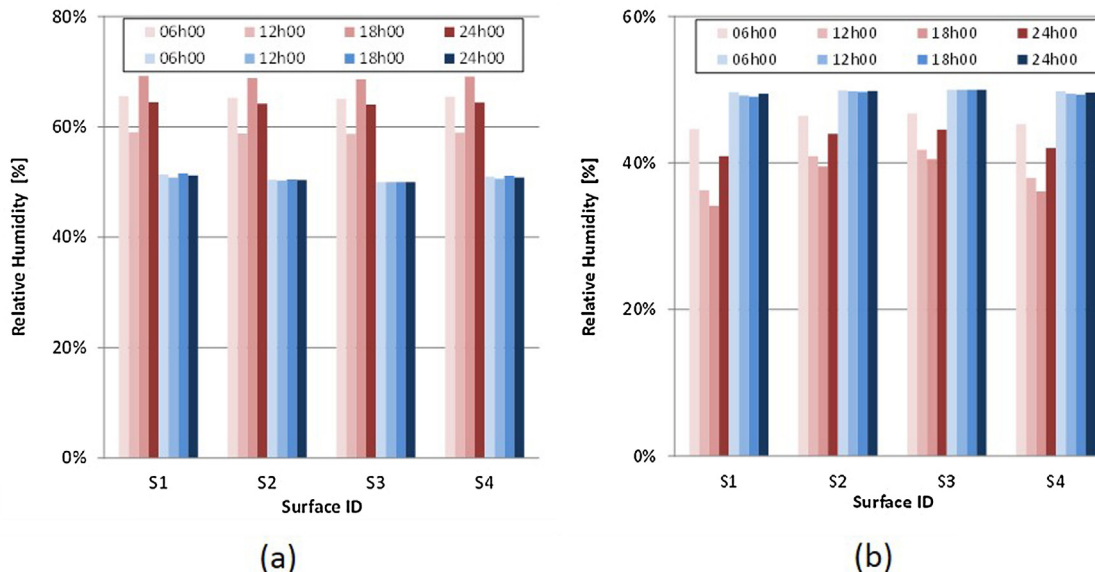 80%
60%
40%
20%
0%
Relative Humidity [%]
06h00 12h00 18h00 24h00
06h00 12h00 18h00 24h00
S1 S2 S3 S4
Surface ID
(a)
60%
40%
20%
0%
Relative Humidity [%]
06h00 12h00 18h00 24h00
06h00 12h00 18h00 24h00
S1 S2 S3 S4
Surface ID
(b)